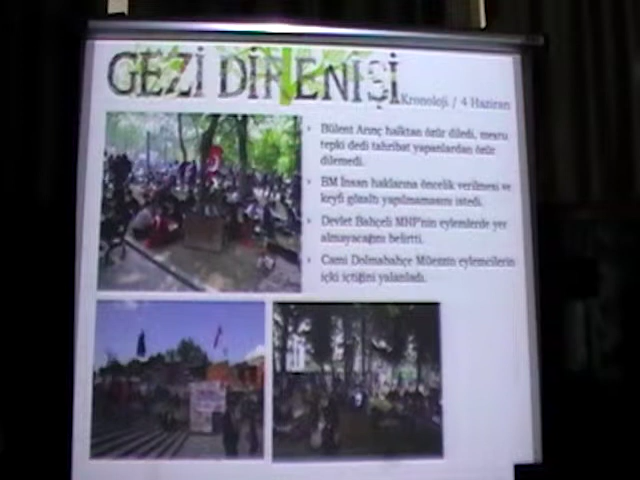 GEZİ DİRENİŞİ
Kronoloji / 4 Haziran
Bülent Arınç halktan özür diledi, meşru
tepki dedi tahribat yapanlardan özür
dilemedi.
BM İnsan haklarına öncelik verilmesi ve
keyfi gözaltı yapılmamasını istedi.
Devlet Bahçeli MHP'nin eylemlerde yer
almayacağını belirtti.
Cami Dolmabahçe Müezzin eylemcilerin
içki içtiğini yalanladı.